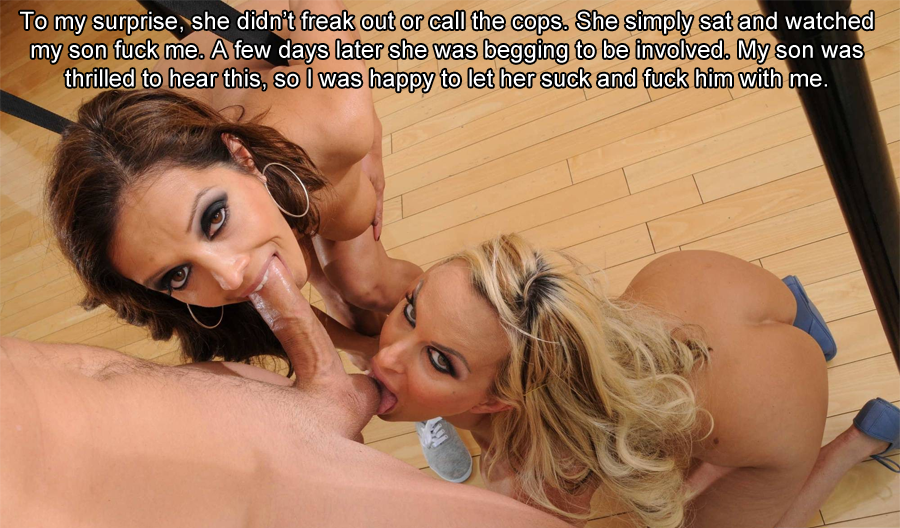 To my surprise, she didn't freak out or call the cops. She simply sat and watched
my son fuck me. A few days later she was begging to be involved. My son was
thrilled to hear this, so I was happy to let her suck and fuck him with me.